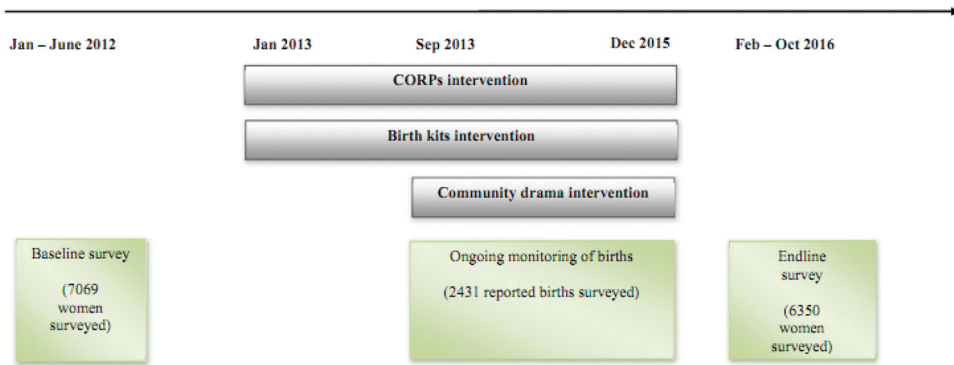 Jan – June 2012
Jan 2013
Sep 2013
Dec 2015
Feb – Oct 2016
CORPs intervention
Birth kits intervention
Community drama intervention
Baseline survey
(7069
women
surveyed)
Ongoing monitoring of births
(2431 reported births surveyed)
Endline
survey
(6350
women
surveyed)